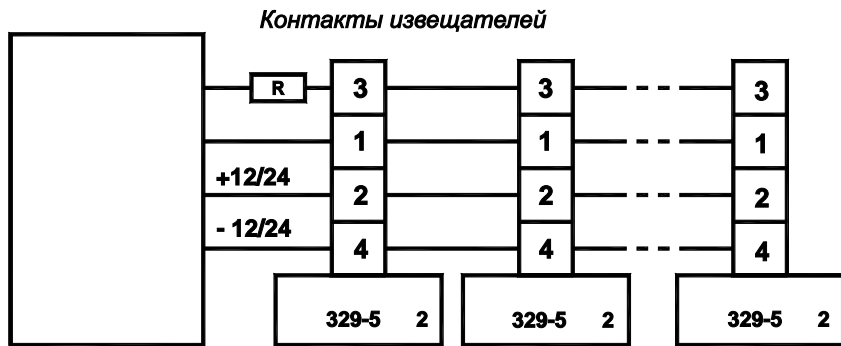 Контакты извещателей
R 3 3 3
1 1 1
+12/24 2 2 2
- 12/24 4 4 4
329-5 2 329-5 2 329-5 2